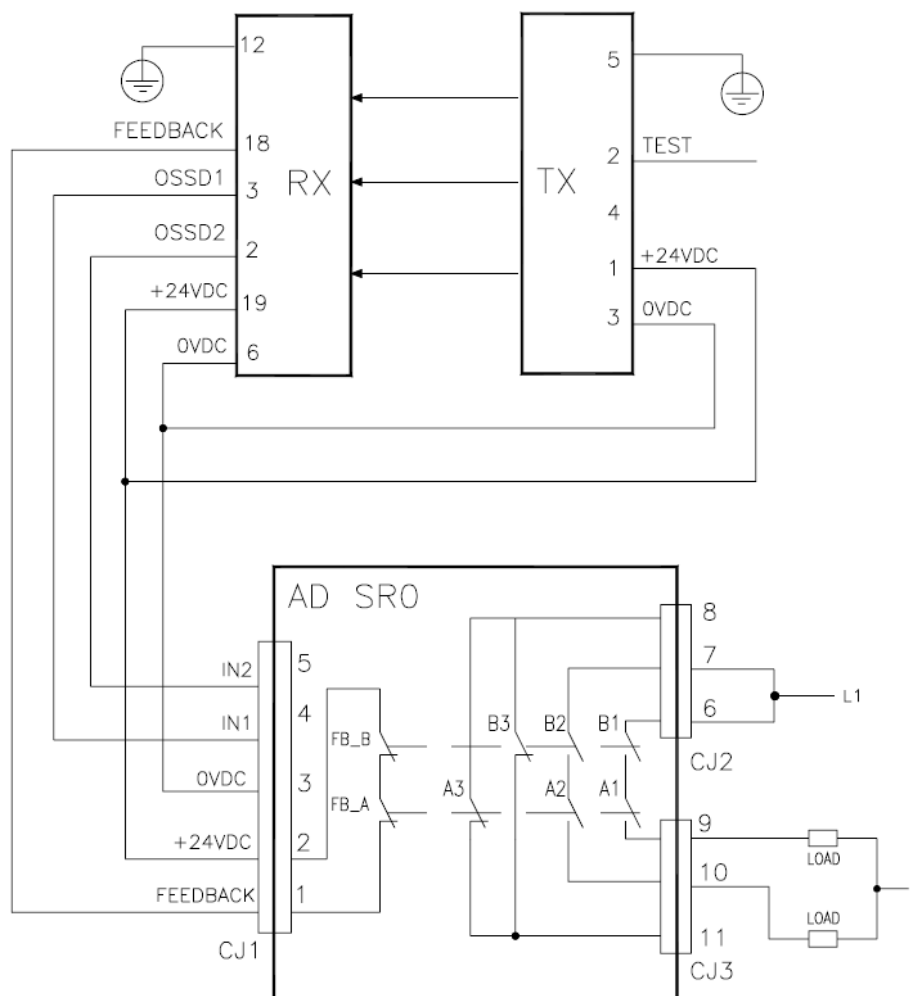 12
5
FEEDBACK
18
RX
TX
2
TEST
OSSD1
3
4
OSSD2
2
+24VDC
19
1
+24VDC
0VDC
6
3
0VDC
AD SR0
8
7
6
L1
CJ2
IN2
5
IN1
4
0VDC
3
+24VDC
2
FEEDBACK
1
CJ1
FB_B
B3
B2
B1
FB_A
A3
A2
A1
9
LOAD
10
LOAD
11
CJ3